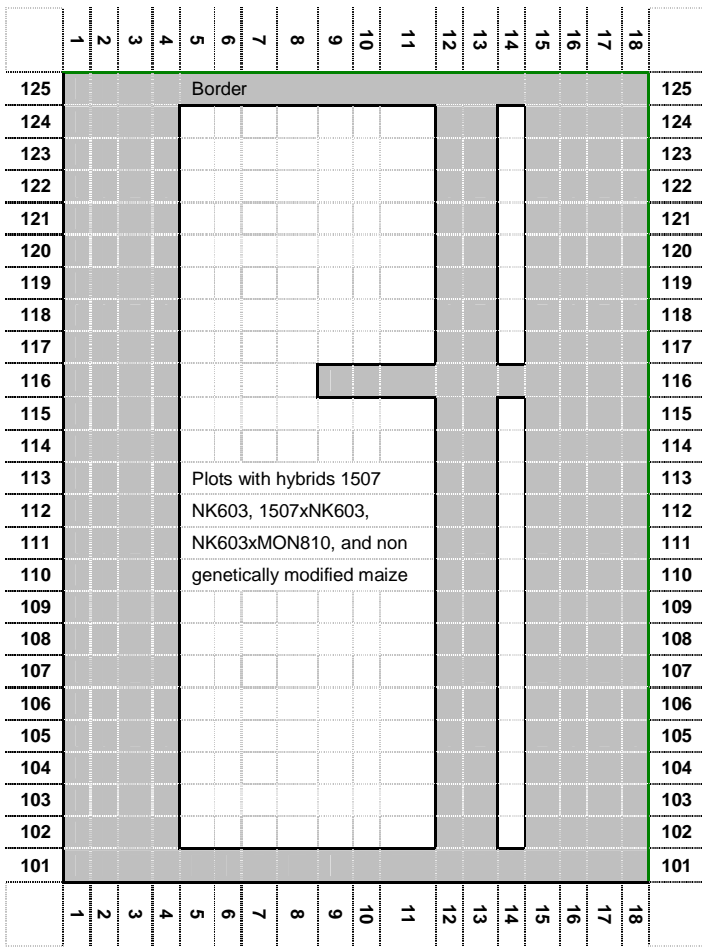 1 2 3 4 5 6 7 8 9 10 11 12 13 14 15 16 17 18
125 Border 125
124 124
123 123
122 122
121 121
120 120
119 119
118 118
117 117
116 116
115 115
114 114
113 Plots with hybrids 1507 113
112 NK603, 1507xNK603, 112
111 NK603xMON810, and non 111
110 genetically modified maize 110
109 109
108 108
107 107
106 106
105 105
104 104
103 103
102 102
101 101
1 2 3 4 5 6 7 8 9 10 11 12 13 14 15 16 17 18